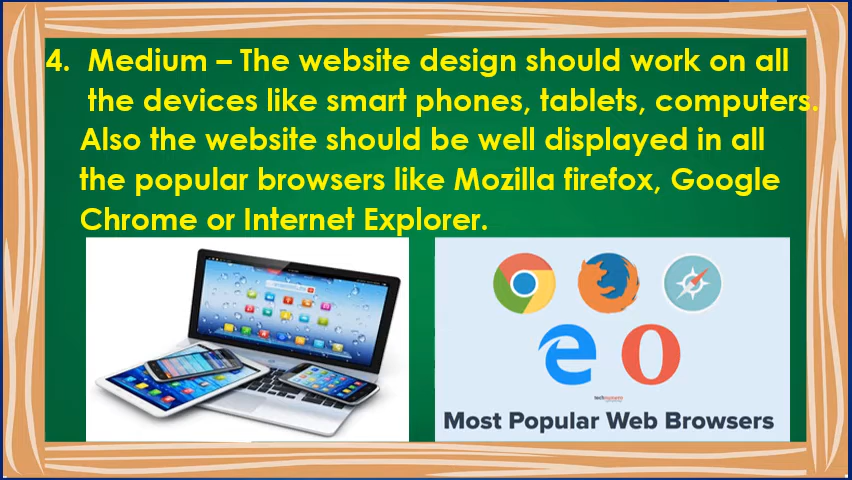 4. Medium – The website design should work on all
the devices like smart phones, tablets, computers.
Also the website should be well displayed in all
the popular browsers like Mozilla firefox, Google
Chrome or Internet Explorer.
Most Popular Web Browsers